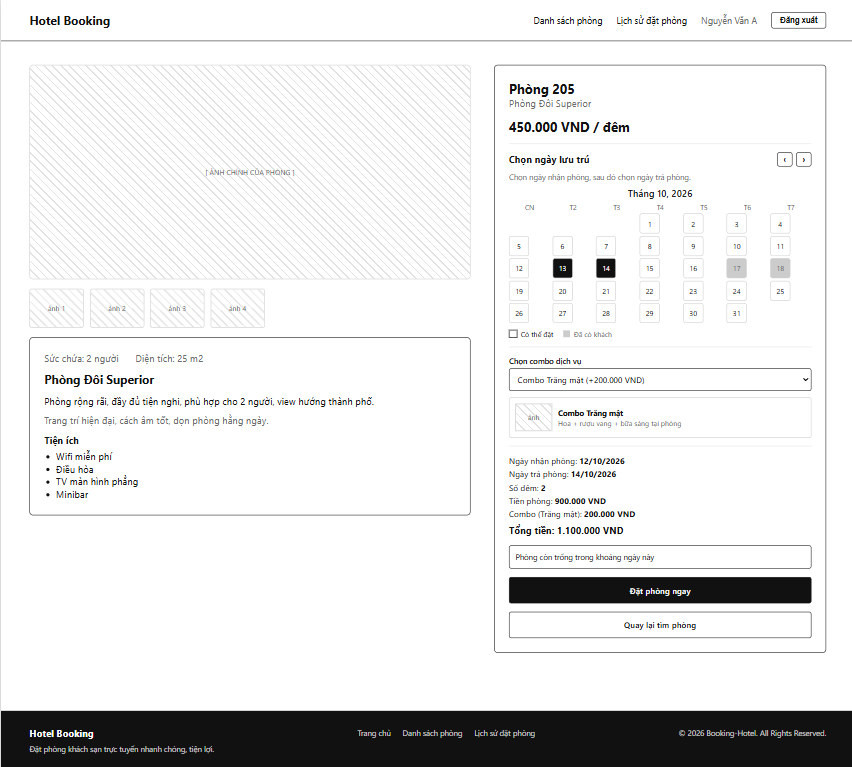 Hotel Booking
Danh sách phòng Lịch sử đặt phòng Nguyễn Văn A Đăng xuất
[ ẢNH CHÍNH CỦA PHÒNG ]
ảnh 1 ảnh 2 ảnh 3 ảnh 4
Sức chứa: 2 người Diện tích: 25 m2
Phòng Đôi Superior
Phòng rộng rãi, đầy đủ tiện nghi, phù hợp cho 2 người, view hướng thành phố.
Trang trí hiện đại, cách âm tốt, dọn phòng hằng ngày.
Tiện ích
• Wifi miễn phí
• Điều hòa
• TV màn hình phẳng
• Minibar
Phòng 205
Phòng Đôi Superior
450.000 VND / đêm
Chọn ngày lưu trú ‹ ›
Chọn ngày nhận phòng, sau đó chọn ngày trả phòng.
Tháng 10, 2026
CN T2 T3 T4 T5 T6 T7
1 2 3 4
5 6 7 8 9 10 11
12 13 14 15 16 17 18
19 20 21 22 23 24 25
26 27 28 29 30 31
Có thể đặt Đã có khách
Chọn combo dịch vụ
Combo Trăng mật (+200.000 VND)
ảnh
Combo Trăng mật
Hoa + rượu vang + bữa sáng tại phòng
Ngày nhận phòng: 12/10/2026
Ngày trả phòng: 14/10/2026
Số đêm: 2
Tiền phòng: 900.000 VND
Combo (Trăng mật): 200.000 VND
Tổng tiền: 1.100.000 VND
Phòng còn trống trong khoảng ngày này
Đặt phòng ngay
Quay lại tìm phòng
Hotel Booking
Đặt phòng khách sạn trực tuyến nhanh chóng, tiện lợi.
Trang chủ Danh sách phòng Lịch sử đặt phòng
© 2026 Booking-Hotel. All Rights Reserved.